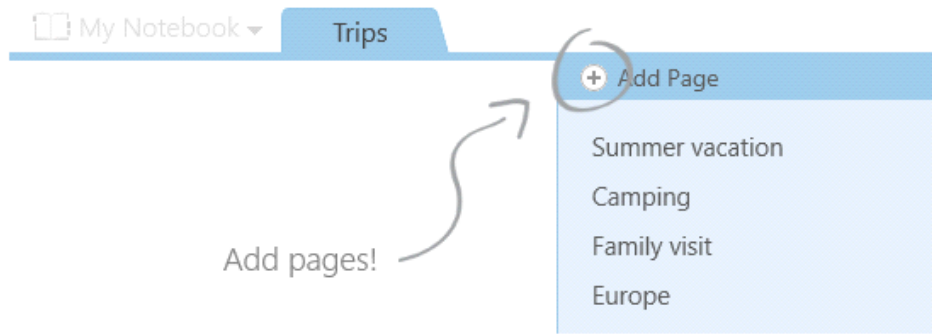 My Notebook
Trips
Add Page
Summer vacation
Camping
Family visit
Add pages!
Europe